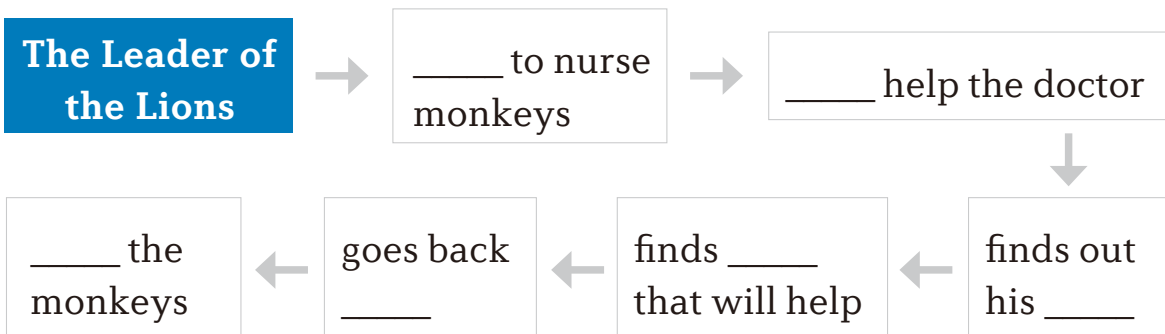 The Leader of
the Lions
_____ to nurse
monkeys
_____ help the doctor
finds out
his _____
finds _____
that will help
goes back
_____
_____ the
monkeys